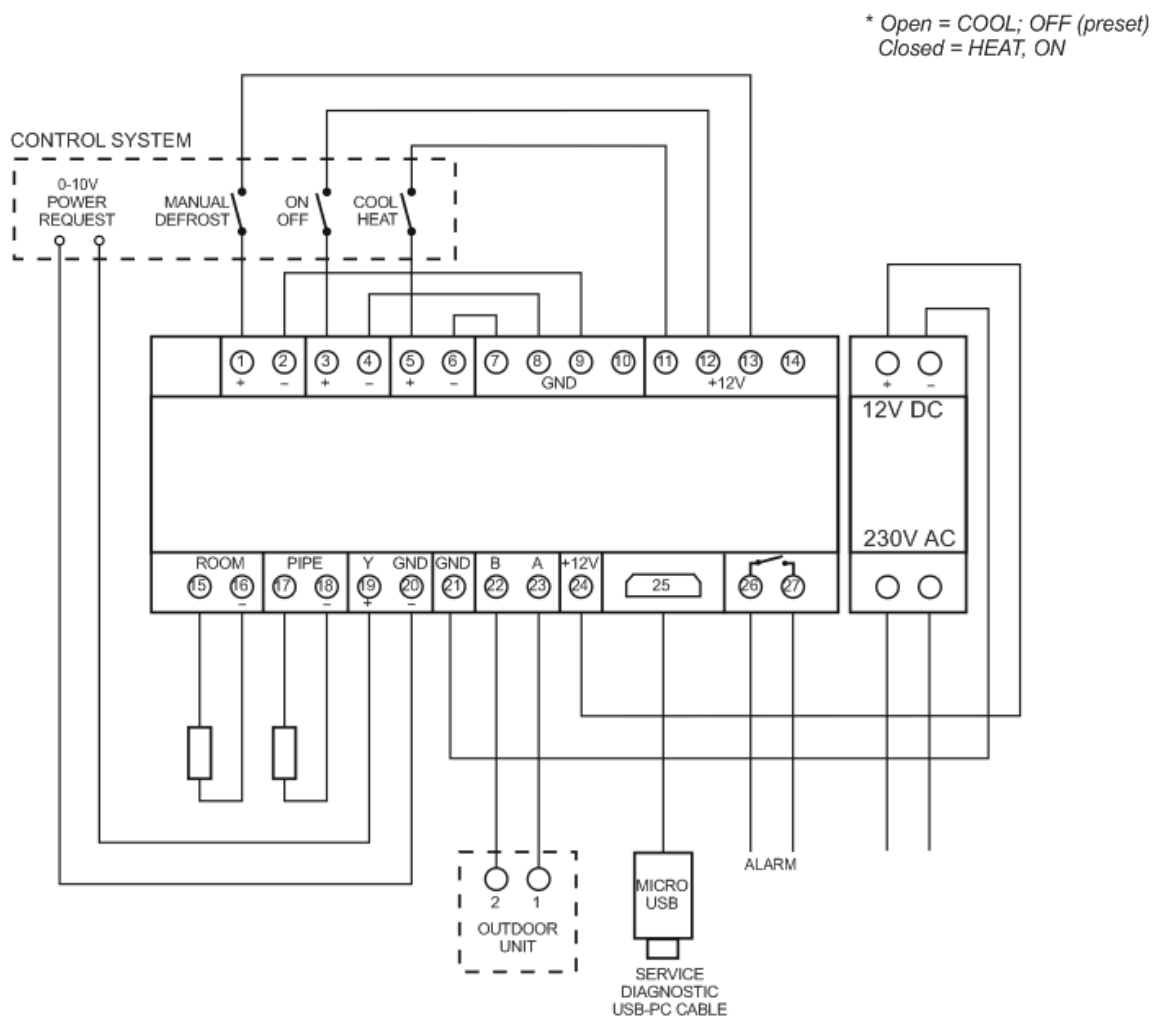 * Open = COOL; OFF (preset)
Closed = HEAT, ON
CONTROL SYSTEM
0-10V
POWER
REQUEST
MANUAL
DEFROST
ON
OFF
COOL
HEAT
1 2 3 4 5 6 7 8 9 10 11 12 13 14
+ – + – + – GND +12V
+ –
12V DC
230V AC
ROOM PIPE Y GND GND B A +12V
15 16 17 18 19 20 21 22 23 24 25 26 27
– – + –
ALARM
2 1
OUTDOOR
UNIT
MICRO
USB
SERVICE
DIAGNOSTIC
USB-PC CABLE